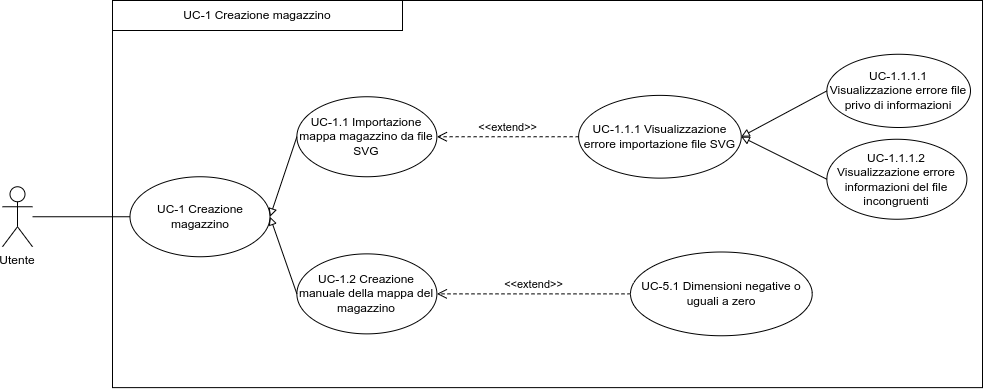 UC-1 Creazione magazzino
UC-1.1.1.1
Visualizzazione errore file
privo di informazioni
UC-1.1 Importazione
mappa magazzino da file
SVG
<<extend>>
UC-1.1.1 Visualizzazione
errore importazione file SVG
UC-1.1.1.2
Visualizzazione errore
informazioni del file
incongruenti
UC-1 Creazione
magazzino
Utente
UC-1.2 Creazione
manuale della mappa del
magazzino
<<extend>>
UC-5.1 Dimensioni negative o
uguali a zero